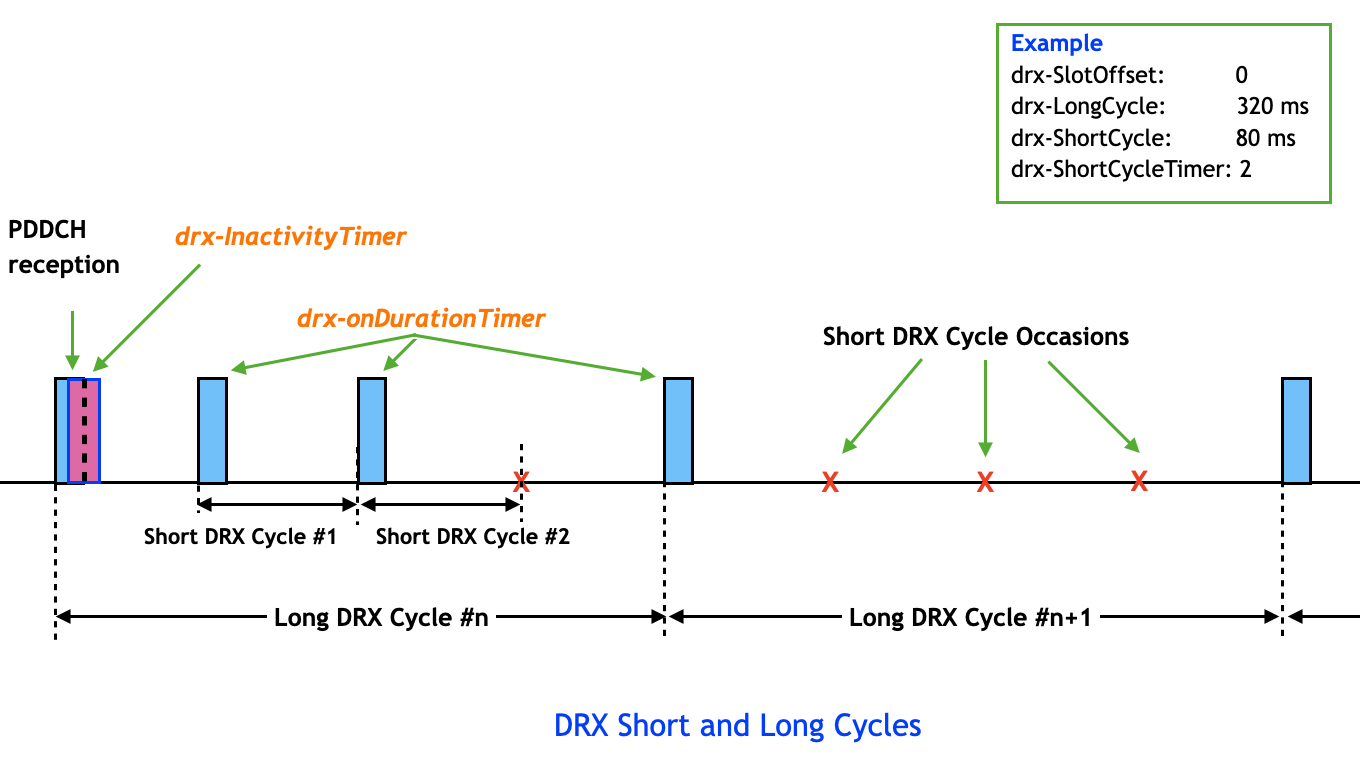 Example
drx-SlotOffset: 0
drx-LongCycle: 320 ms
drx-ShortCycle: 80 ms
drx-ShortCycleTimer: 2
PDDCH
reception
drx-InactivityTimer
drx-onDurationTimer
Short DRX Cycle Occasions
X X X X
Short DRX Cycle #1 Short DRX Cycle #2
Long DRX Cycle #n Long DRX Cycle #n+1
DRX Short and Long Cycles